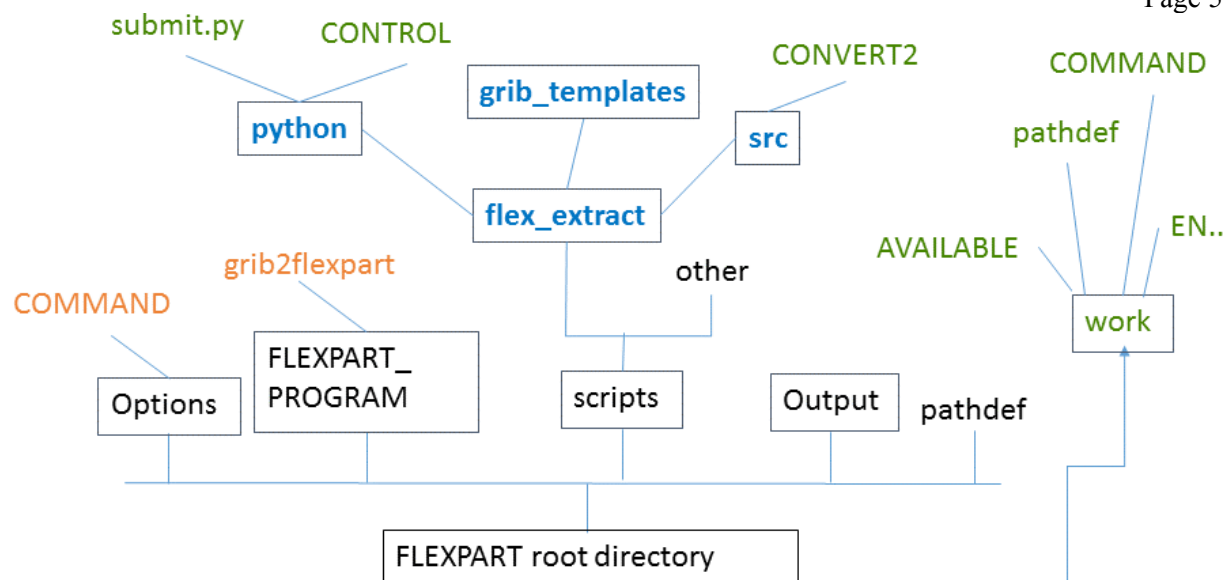 Page 5
submit.py
CONTROL
CONVERT2
COMMAND
grib_templates
python
src
pathdef
flex_extract
EN..
AVAILABLE
grib2flexpart
other
COMMAND
work
FLEXPART_
PROGRAM
Options
scripts
Output
pathdef
FLEXPART root directory